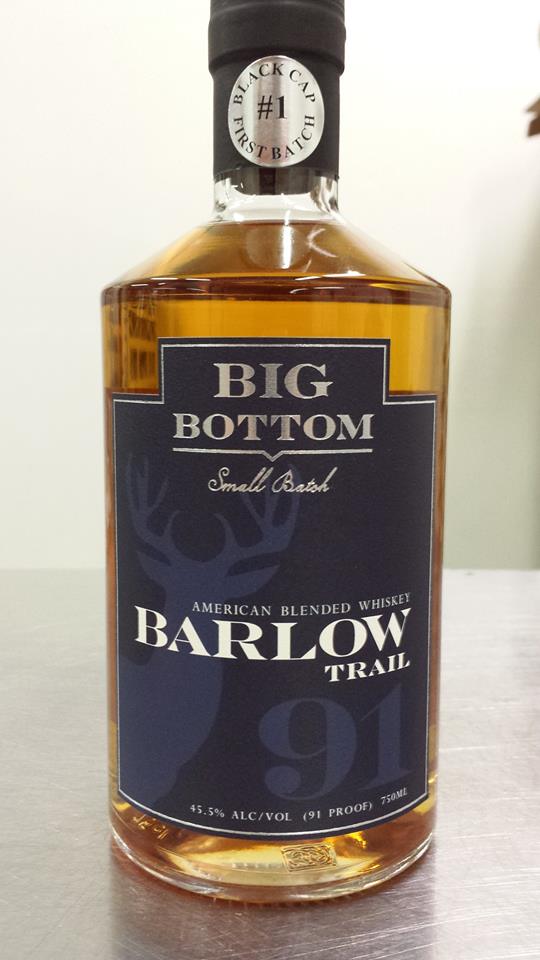 BLACK CAP
#1
FIRST BATCH
BIG
BOTTOM
Small Batch
AMERICAN BLENDED WHISKEY
BARLOW
TRAIL
91
45.5% ALC/VOL (91 PROOF) 750ML